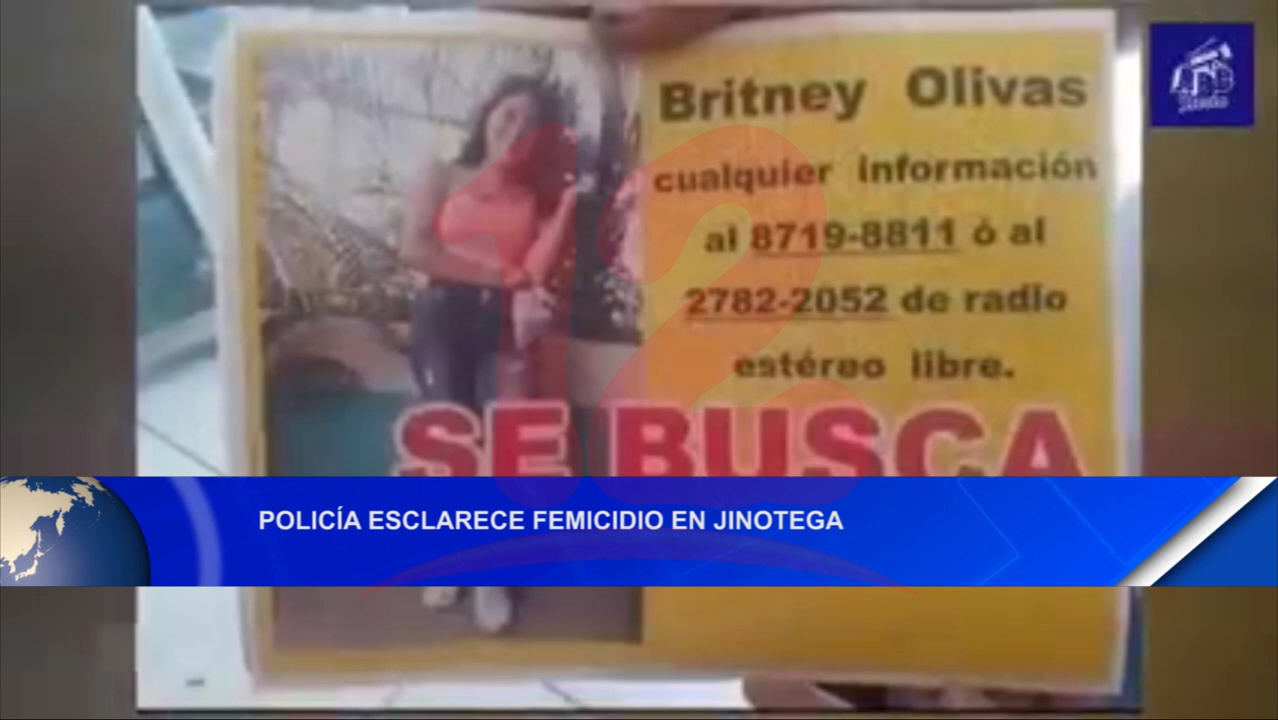 Britney Olivas
cualquier información
al 8719-8811 ò al
2782-2052 de radio
estéreo libre.
SE BUSCA
POLICÍA ESCLARECE FEMICIDIO EN JINOTEGA
12